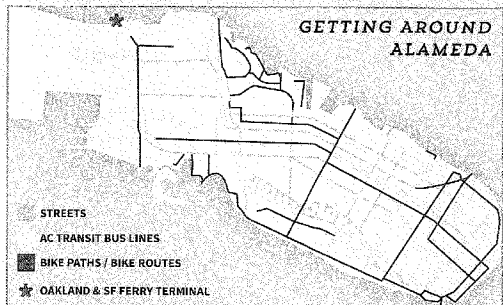 GETTING AROUND
ALAMEDA
STREETS
AC TRANSIT BUS LINES
BIKE PATHS / BIKE ROUTES
OAKLAND & SF FERRY TERMINAL